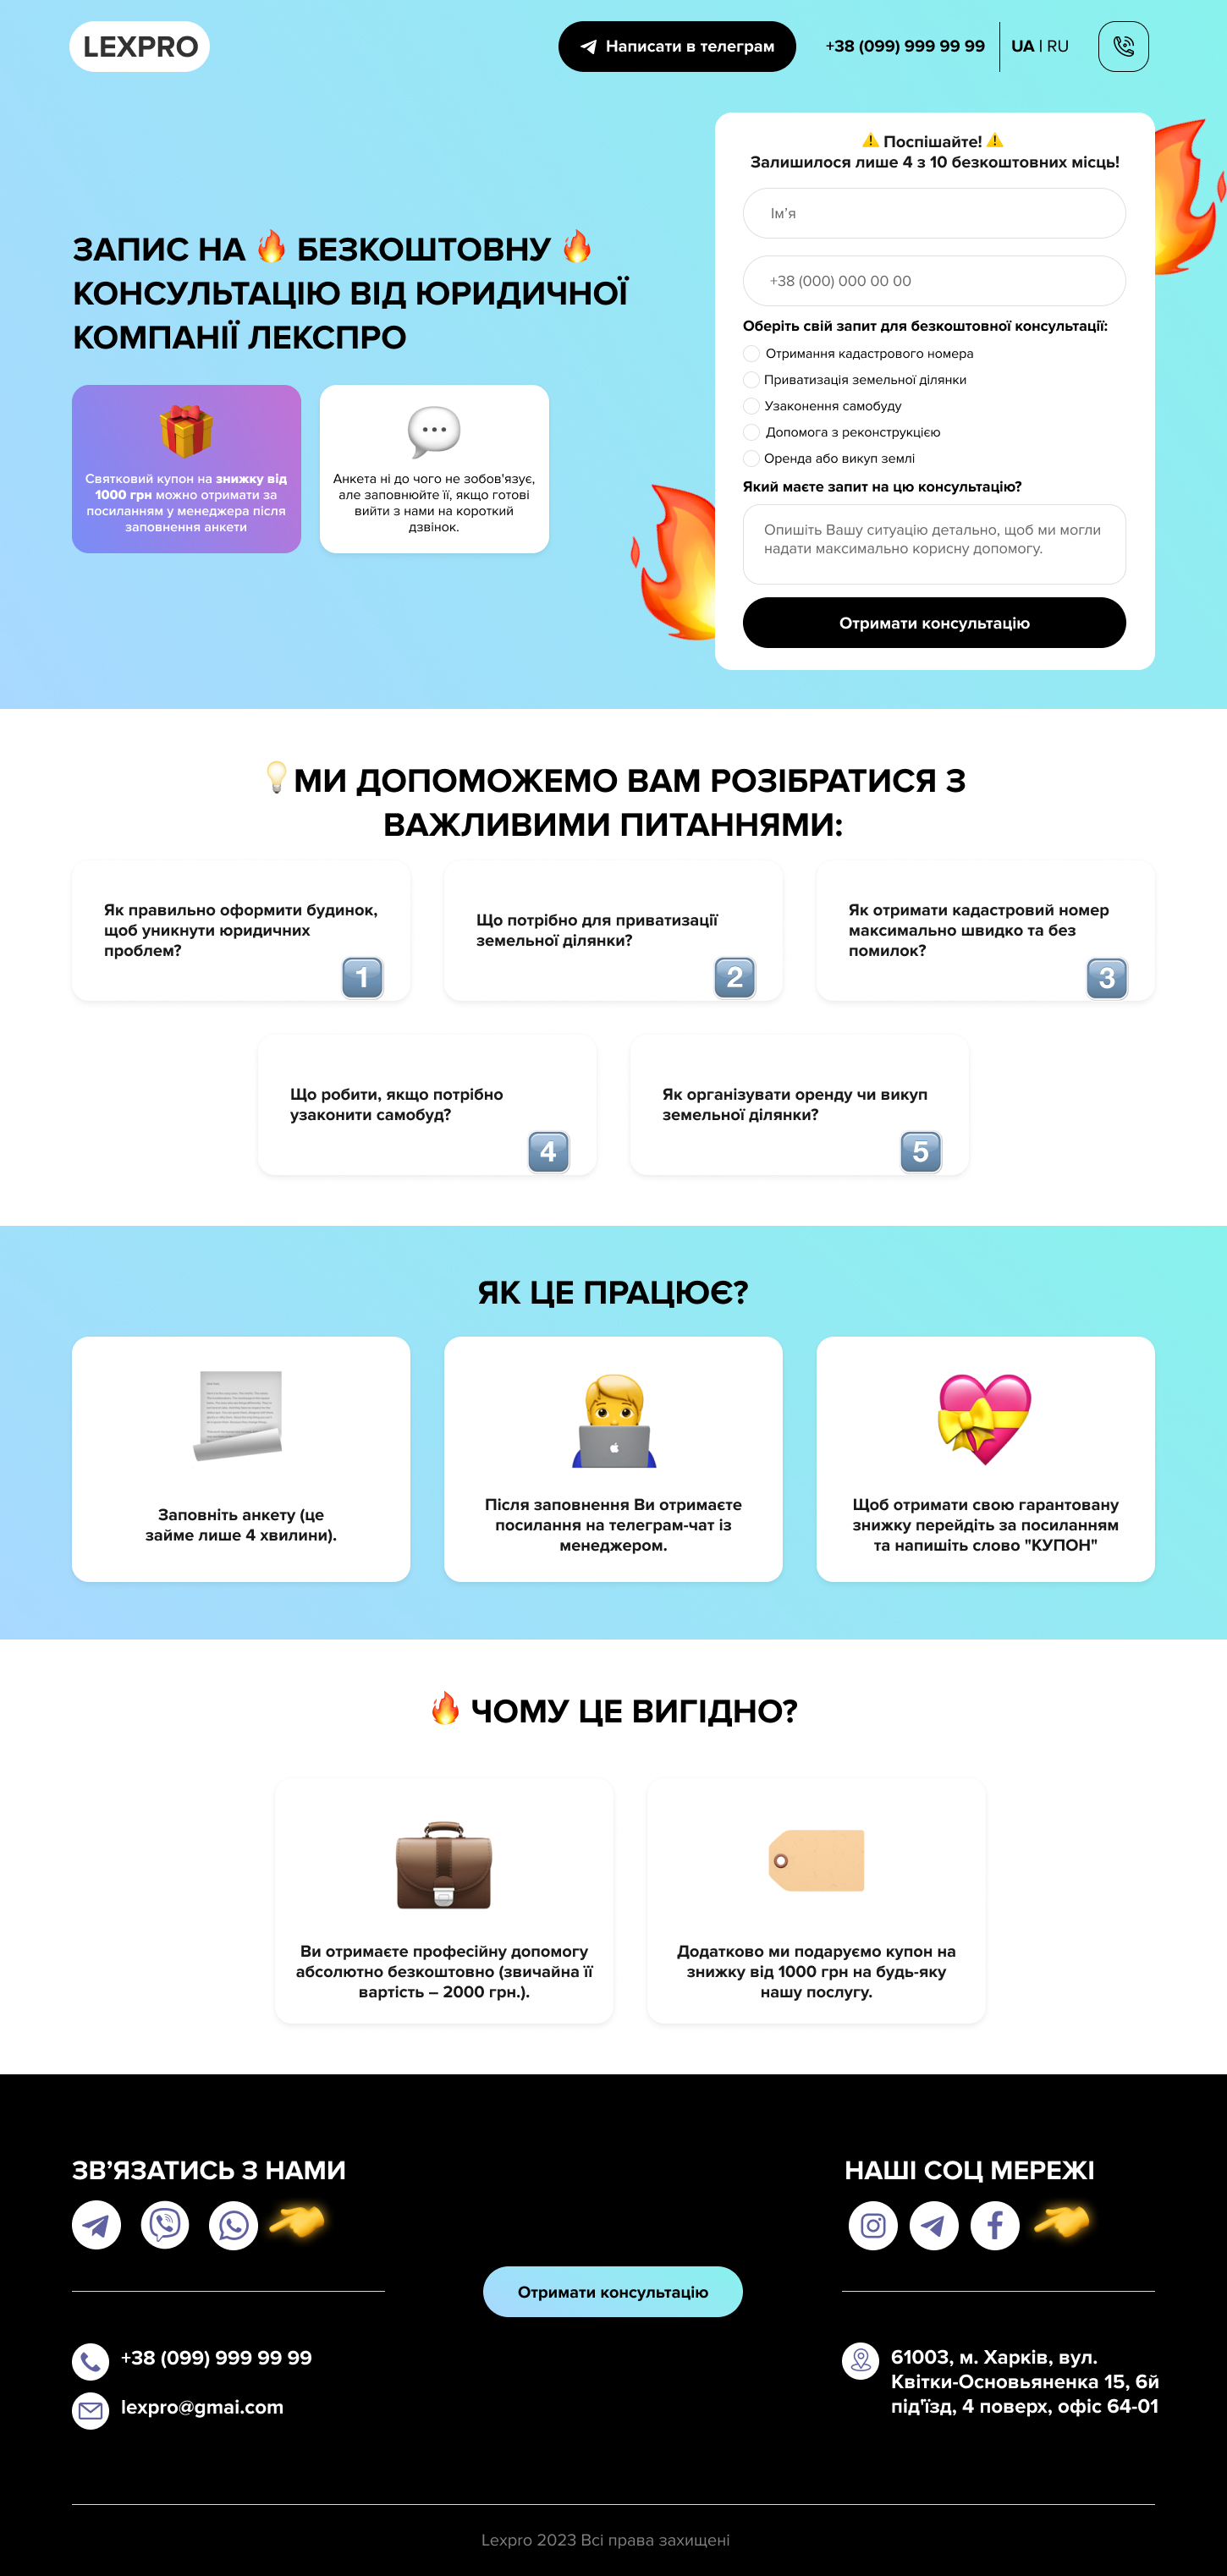 LEXPRO
Написати в телеграм
+38 (099) 999 99 99
UA | RU
ЗАПИС НА 🔥 БЕЗКОШТОВНУ 🔥
КОНСУЛЬТАЦІЮ ВІД ЮРИДИЧНОЇ
КОМПАНІЇ ЛЕКСПРО
Святковий купон на знижку від
1000 грн можно отримати за
посиланням у менеджера після
заповнення анкети
Анкета ні до чого не зобов'язує,
але заповнюйте її, якщо готові
вийти з нами на короткий
дзвінок.
⚠️ Поспішайте! ⚠️
Залишилося лише 4 з 10 безкоштовних місць!
Ім'я
+38 (000) 000 00 00
Оберіть свій запит для безкоштовної консультації:
Отримання кадастрового номера
Приватизація земельної ділянки
Узаконення самобуду
Допомога з реконструкцією
Оренда або викуп землі
Який маєте запит на цю консультацію?
Опишіть Вашу ситуацію детально, щоб ми могли
надати максимально корисну допомогу.
Отримати консультацію
💡МИ ДОПОМОЖЕМО ВАМ РОЗІБРАТИСЯ З
ВАЖЛИВИМИ ПИТАННЯМИ:
Як правильно оформити будинок,
щоб уникнути юридичних
проблем?
1
Що потрібно для приватизації
земельної ділянки?
2
Як отримати кадастровий номер
максимально швидко та без
помилок?
3
Що робити, якщо потрібно
узаконити самобуд?
4
Як організувати оренду чи викуп
земельної ділянки?
5
ЯК ЦЕ ПРАЦЮЄ?
Заповніть анкету (це
займе лише 4 хвилини).
Після заповнення Ви отримаєте
посилання на телеграм-чат із
менеджером.
Щоб отримати свою гарантовану
знижку перейдіть за посиланням
та напишіть слово "КУПОН"
🔥 ЧОМУ ЦЕ ВИГІДНО?
Ви отримаєте професійну допомогу
абсолютно безкоштовно (звичайна її
вартість – 2000 грн.).
Додатково ми подаруємо купон на
знижку від 1000 грн на будь-яку
нашу послугу.
ЗВ’ЯЗАТИСЬ З НАМИ
НАШІ СОЦ МЕРЕЖІ
Отримати консультацію
+38 (099) 999 99 99
lexpro@gmai.com
61003, м. Харків, вул.
Квітки-Основьяненка 15, 6й
під'їзд, 4 поверх, офіс 64-01
Lexpro 2023 Всі права захищені